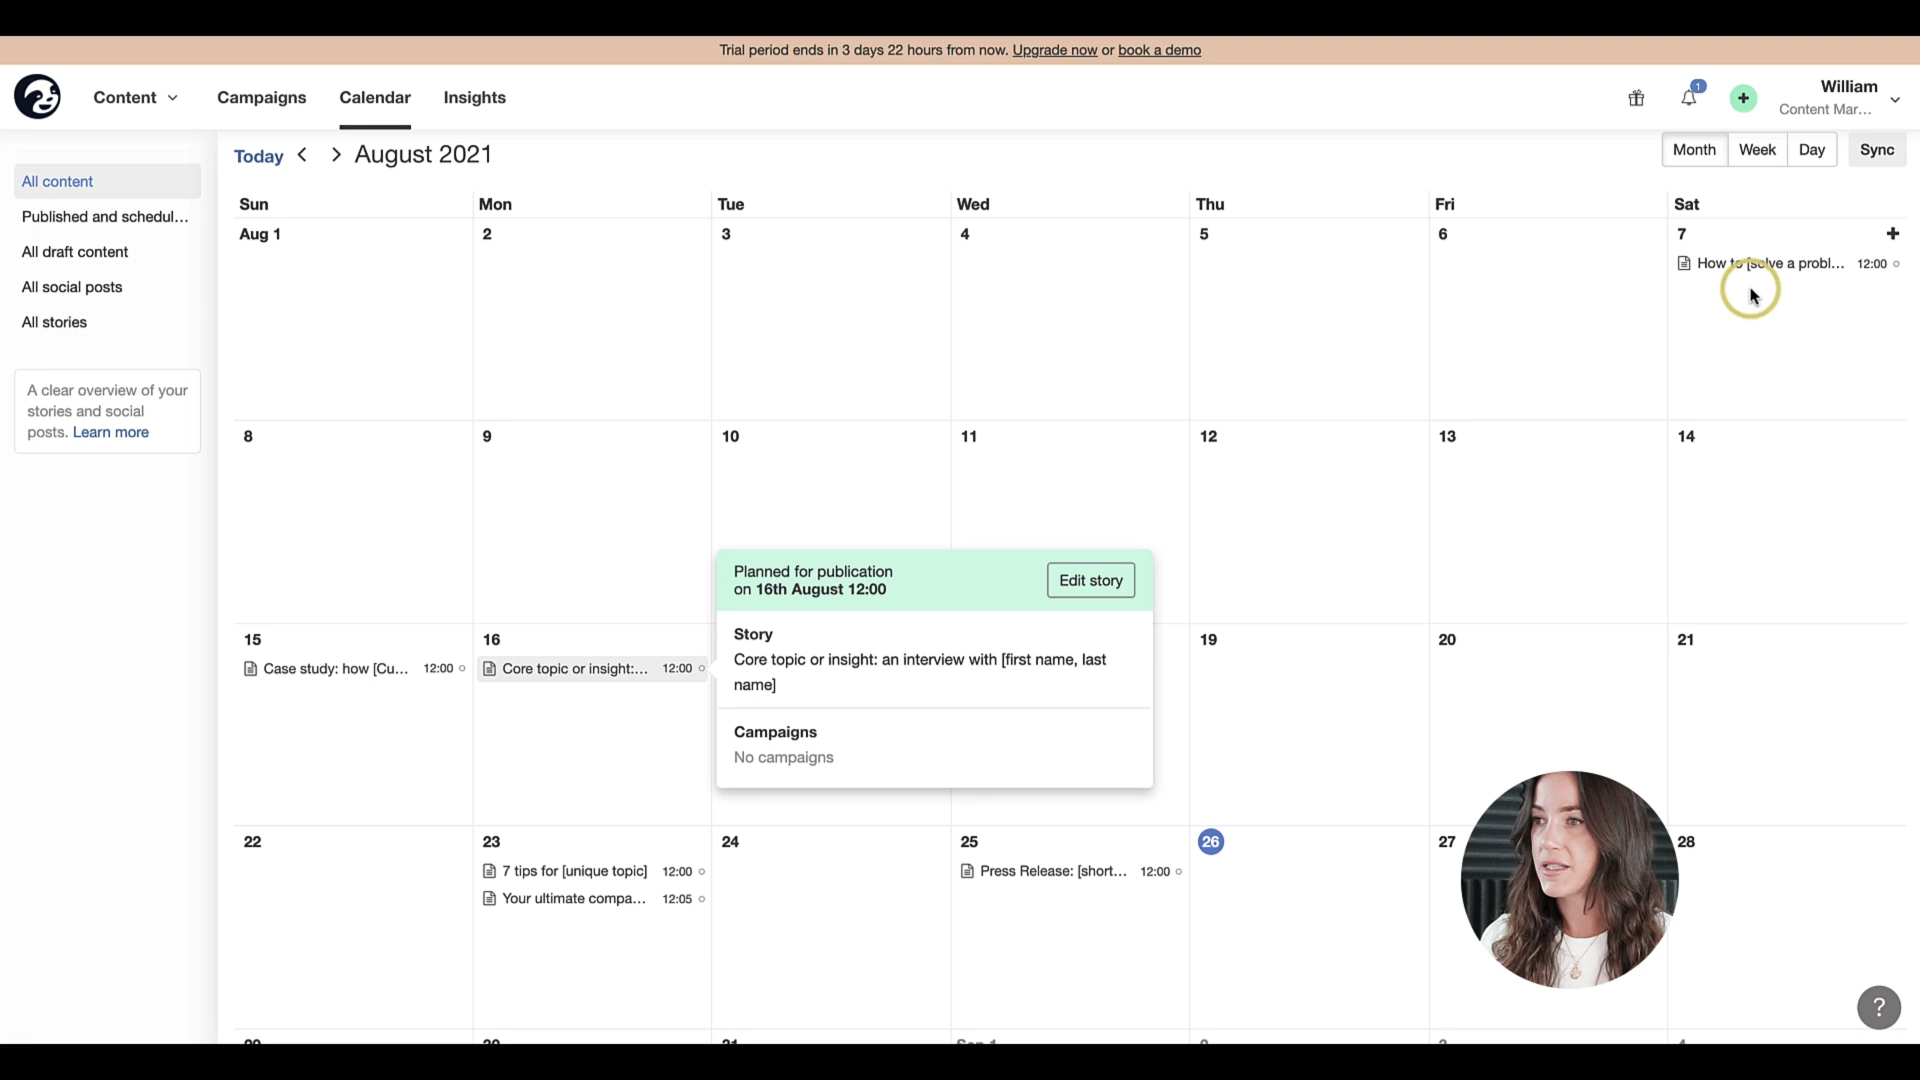 Trial period ends in 3 days 22 hours from now. Upgrade now or book a demo
Content
Campaigns
Calendar
Insights
1
William
Content Mar...
Today
August 2021
Month
Week
Day
Sync
All content
Published and schedul...
All draft content
All social posts
All stories
A clear overview of your
stories and social
posts. Learn more
Sun
Mon
Tue
Wed
Thu
Fri
Sat
Aug 1
2
3
4
5
6
7
How to [solve a probl... 12:00
8
9
10
11
12
13
14
Planned for publication
on 16th August 12:00
Edit story
Story
Core topic or insight: an interview with [first name, last
name]
Campaigns
No campaigns
15
Case study: how [Cu... 12:00
16
Core topic or insight:... 12:00
19
20
21
22
23
7 tips for [unique topic] 12:00
Your ultimate compa... 12:05
24
25
Press Release: [short... 12:00
26
27
28
?